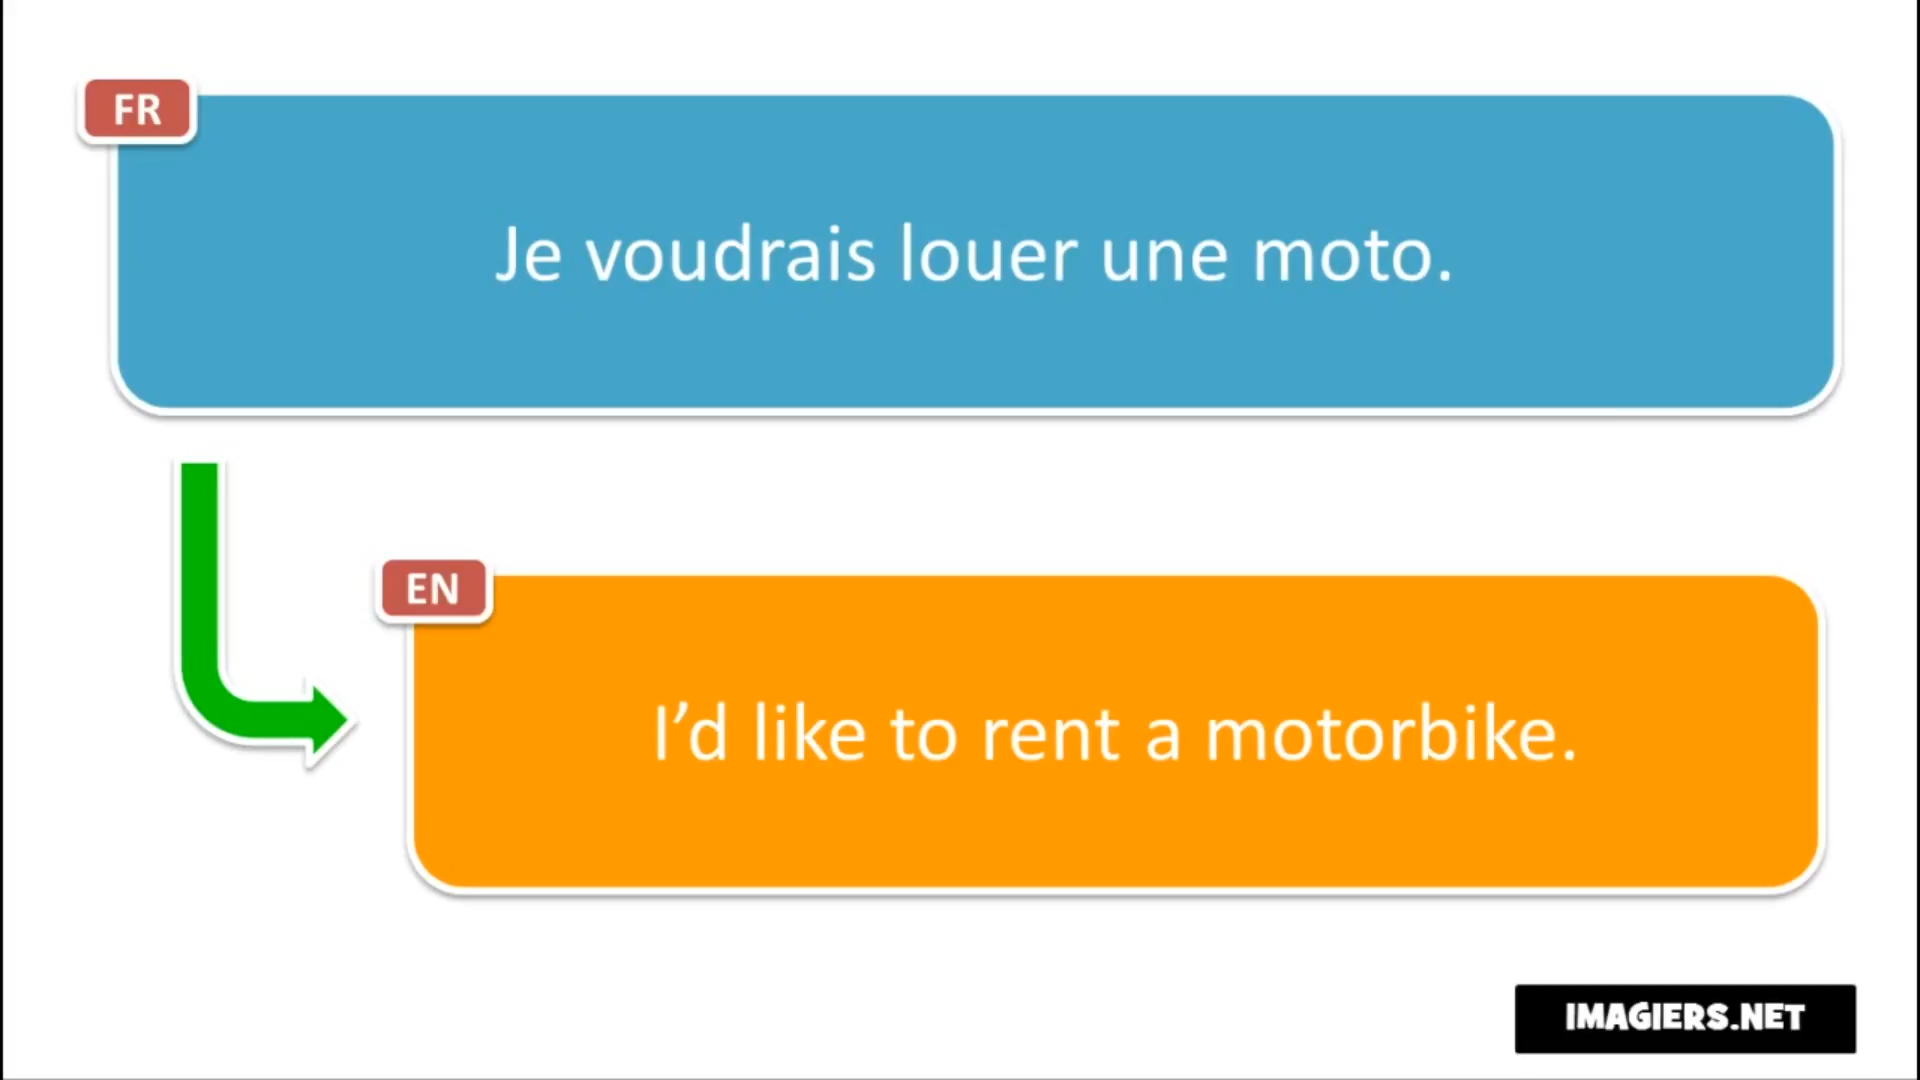 FR
Je voudrais louer une moto.
EN
I’d like to rent a motorbike.
IMAGIERS.NET